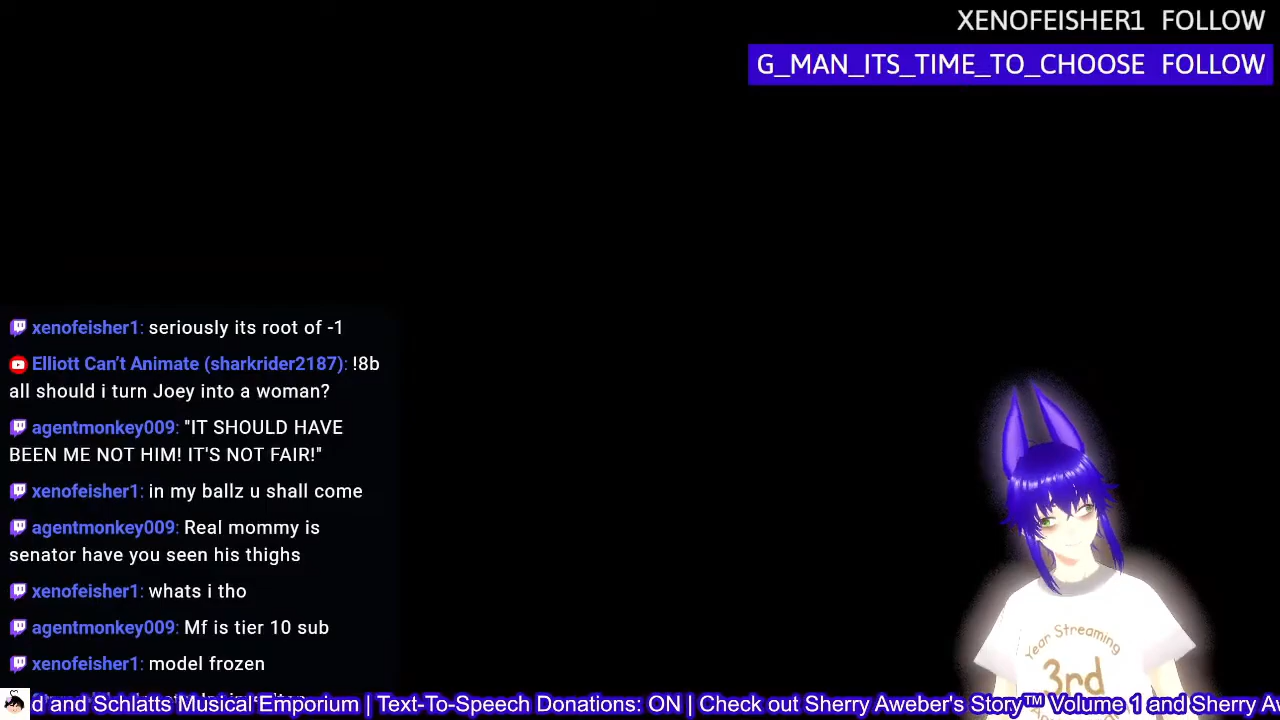 XENOFEISHER1 FOLLOW
G_MAN_ITS_TIME_TO_CHOOSE FOLLOW
xenofeisher1: seriously its root of -1
Elliott Can’t Animate (sharkrider2187): !8b
all should i turn Joey into a woman?
agentmonkey009: "IT SHOULD HAVE
BEEN ME NOT HIM! IT'S NOT FAIR!"
xenofeisher1: in my ballz u shall come
agentmonkey009: Real mommy is
senator have you seen his thighs
xenofeisher1: whats i tho
agentmonkey009: Mf is tier 10 sub
xenofeisher1: model frozen
Year Streaming
3rd
d and Schlatts Musical Emporium | Text-To-Speech Donations: ON | Check out Sherry Aweber's Story™ Volume 1 and Sherry Aw